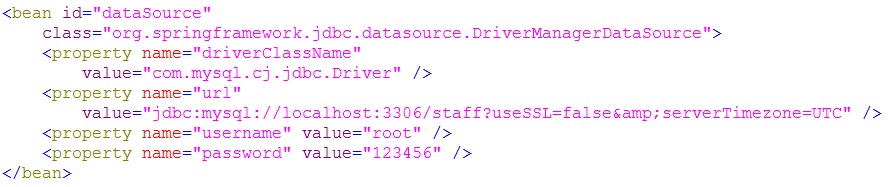 <bean id="dataSource"
class="org.springframework.jdbc.datasource.DriverManagerDataSource">
<property name="driverClassName"
value="com.mysql.cj.jdbc.Driver" />
<property name="url"
value="jdbc:mysql://localhost:3306/staff?useSSL=false&amp;serverTimezone=UTC" />
<property name="username" value="root" />
<property name="password" value="123456" />
</bean>